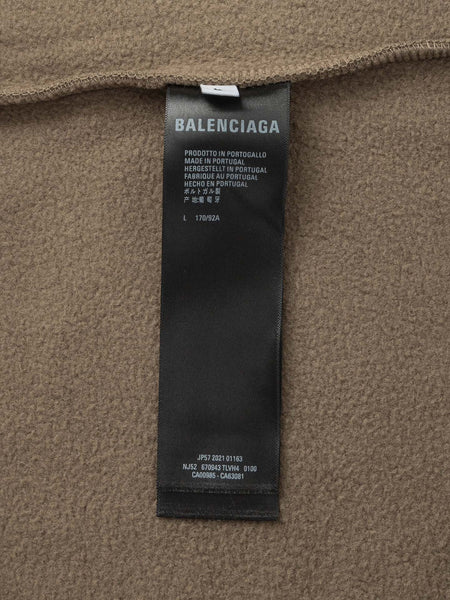 L
BALENCIAGA
PRODOTTO IN PORTOGALLO
MADE IN PORTUGAL
HERGESTELLT IN PORTUGAL
FABRIQUE AU PORTUGAL
HECHO EN PORTUGAL
ポルトガル製
产地:葡萄牙
L 170/92A
JP57 2021 01163
NJ52 670943 TLVH4 0100
CA00985 - CA63081